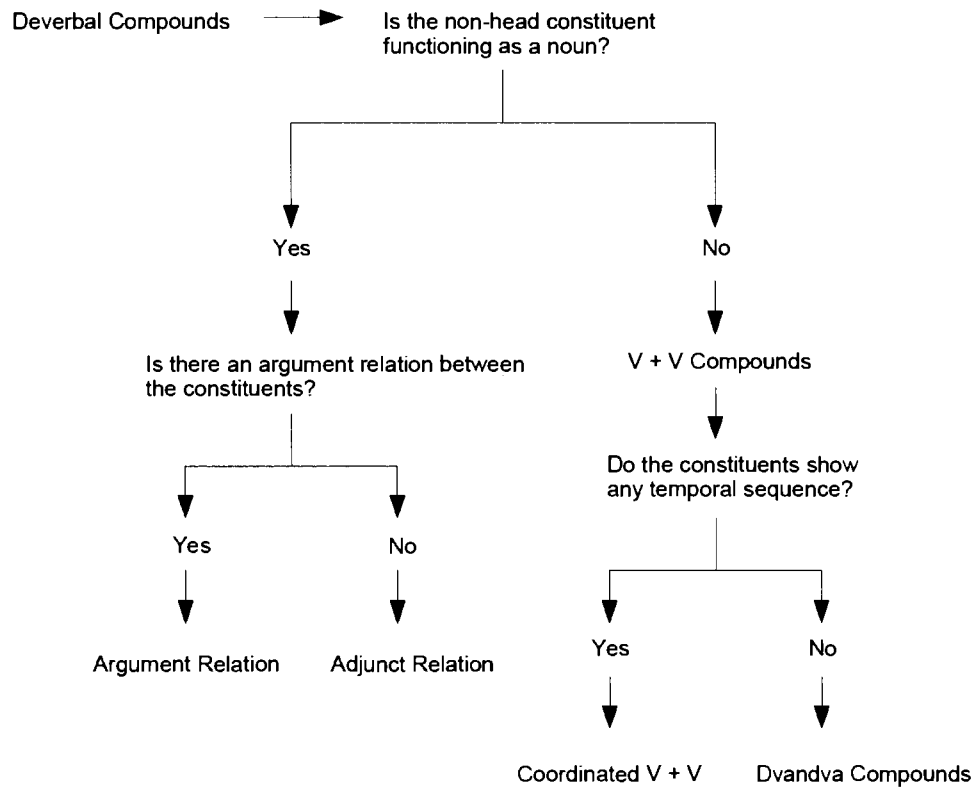 Deverbal Compounds
Is the non-head constituent
functioning as a noun?
Yes
No
Is there an argument relation between
the constituents?
V + V Compounds
Do the constituents show
any temporal sequence?
Yes
No
Argument Relation
Adjunct Relation
Yes
No
Coordinated V + V
Dvandva Compounds